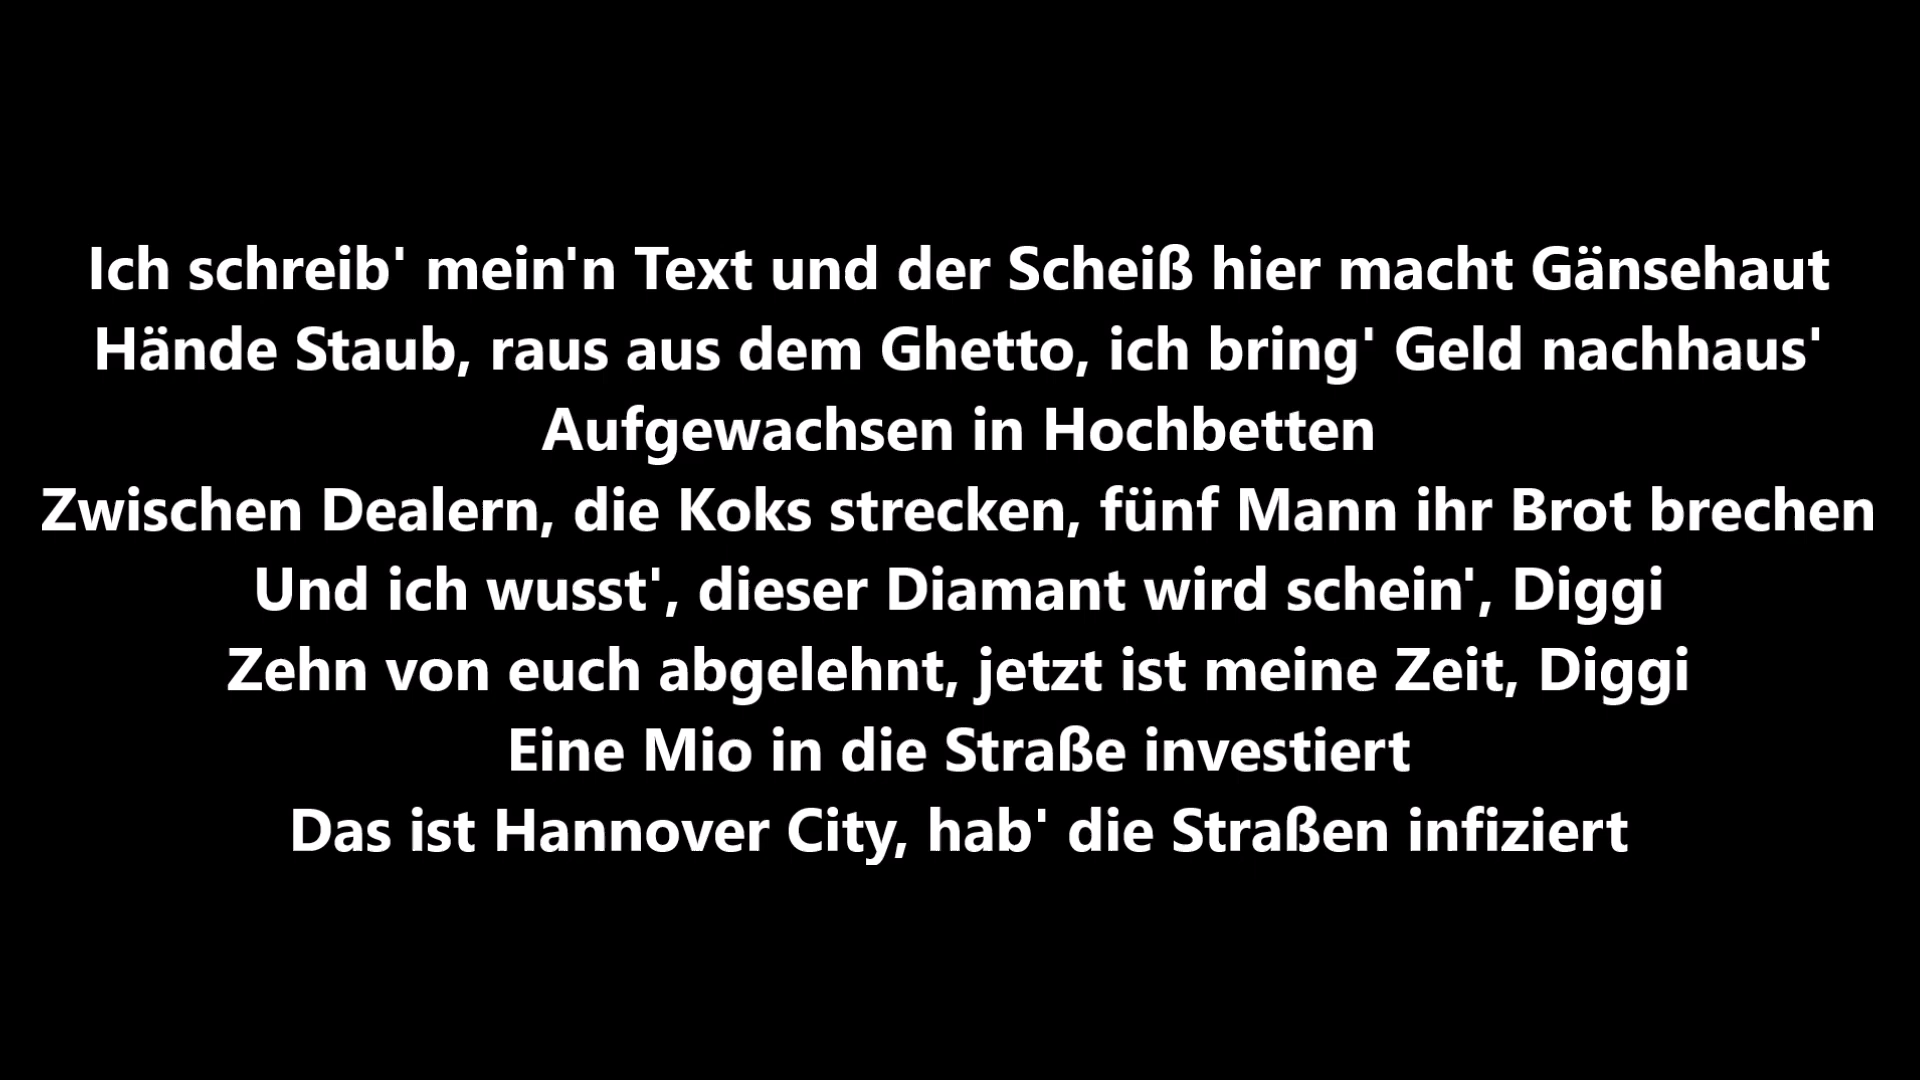 Ich schreib' mein'n Text und der Scheiß hier macht Gänsehaut
Hände Staub, raus aus dem Ghetto, ich bring' Geld nachhaus'
Aufgewachsen in Hochbetten
Zwischen Dealern, die Koks strecken, fünf Mann ihr Brot brechen
Und ich wusst', dieser Diamant wird schein', Diggi
Zehn von euch abgelehnt, jetzt ist meine Zeit, Diggi
Eine Mio in die Straße investiert
Das ist Hannover City, hab' die Straßen infiziert